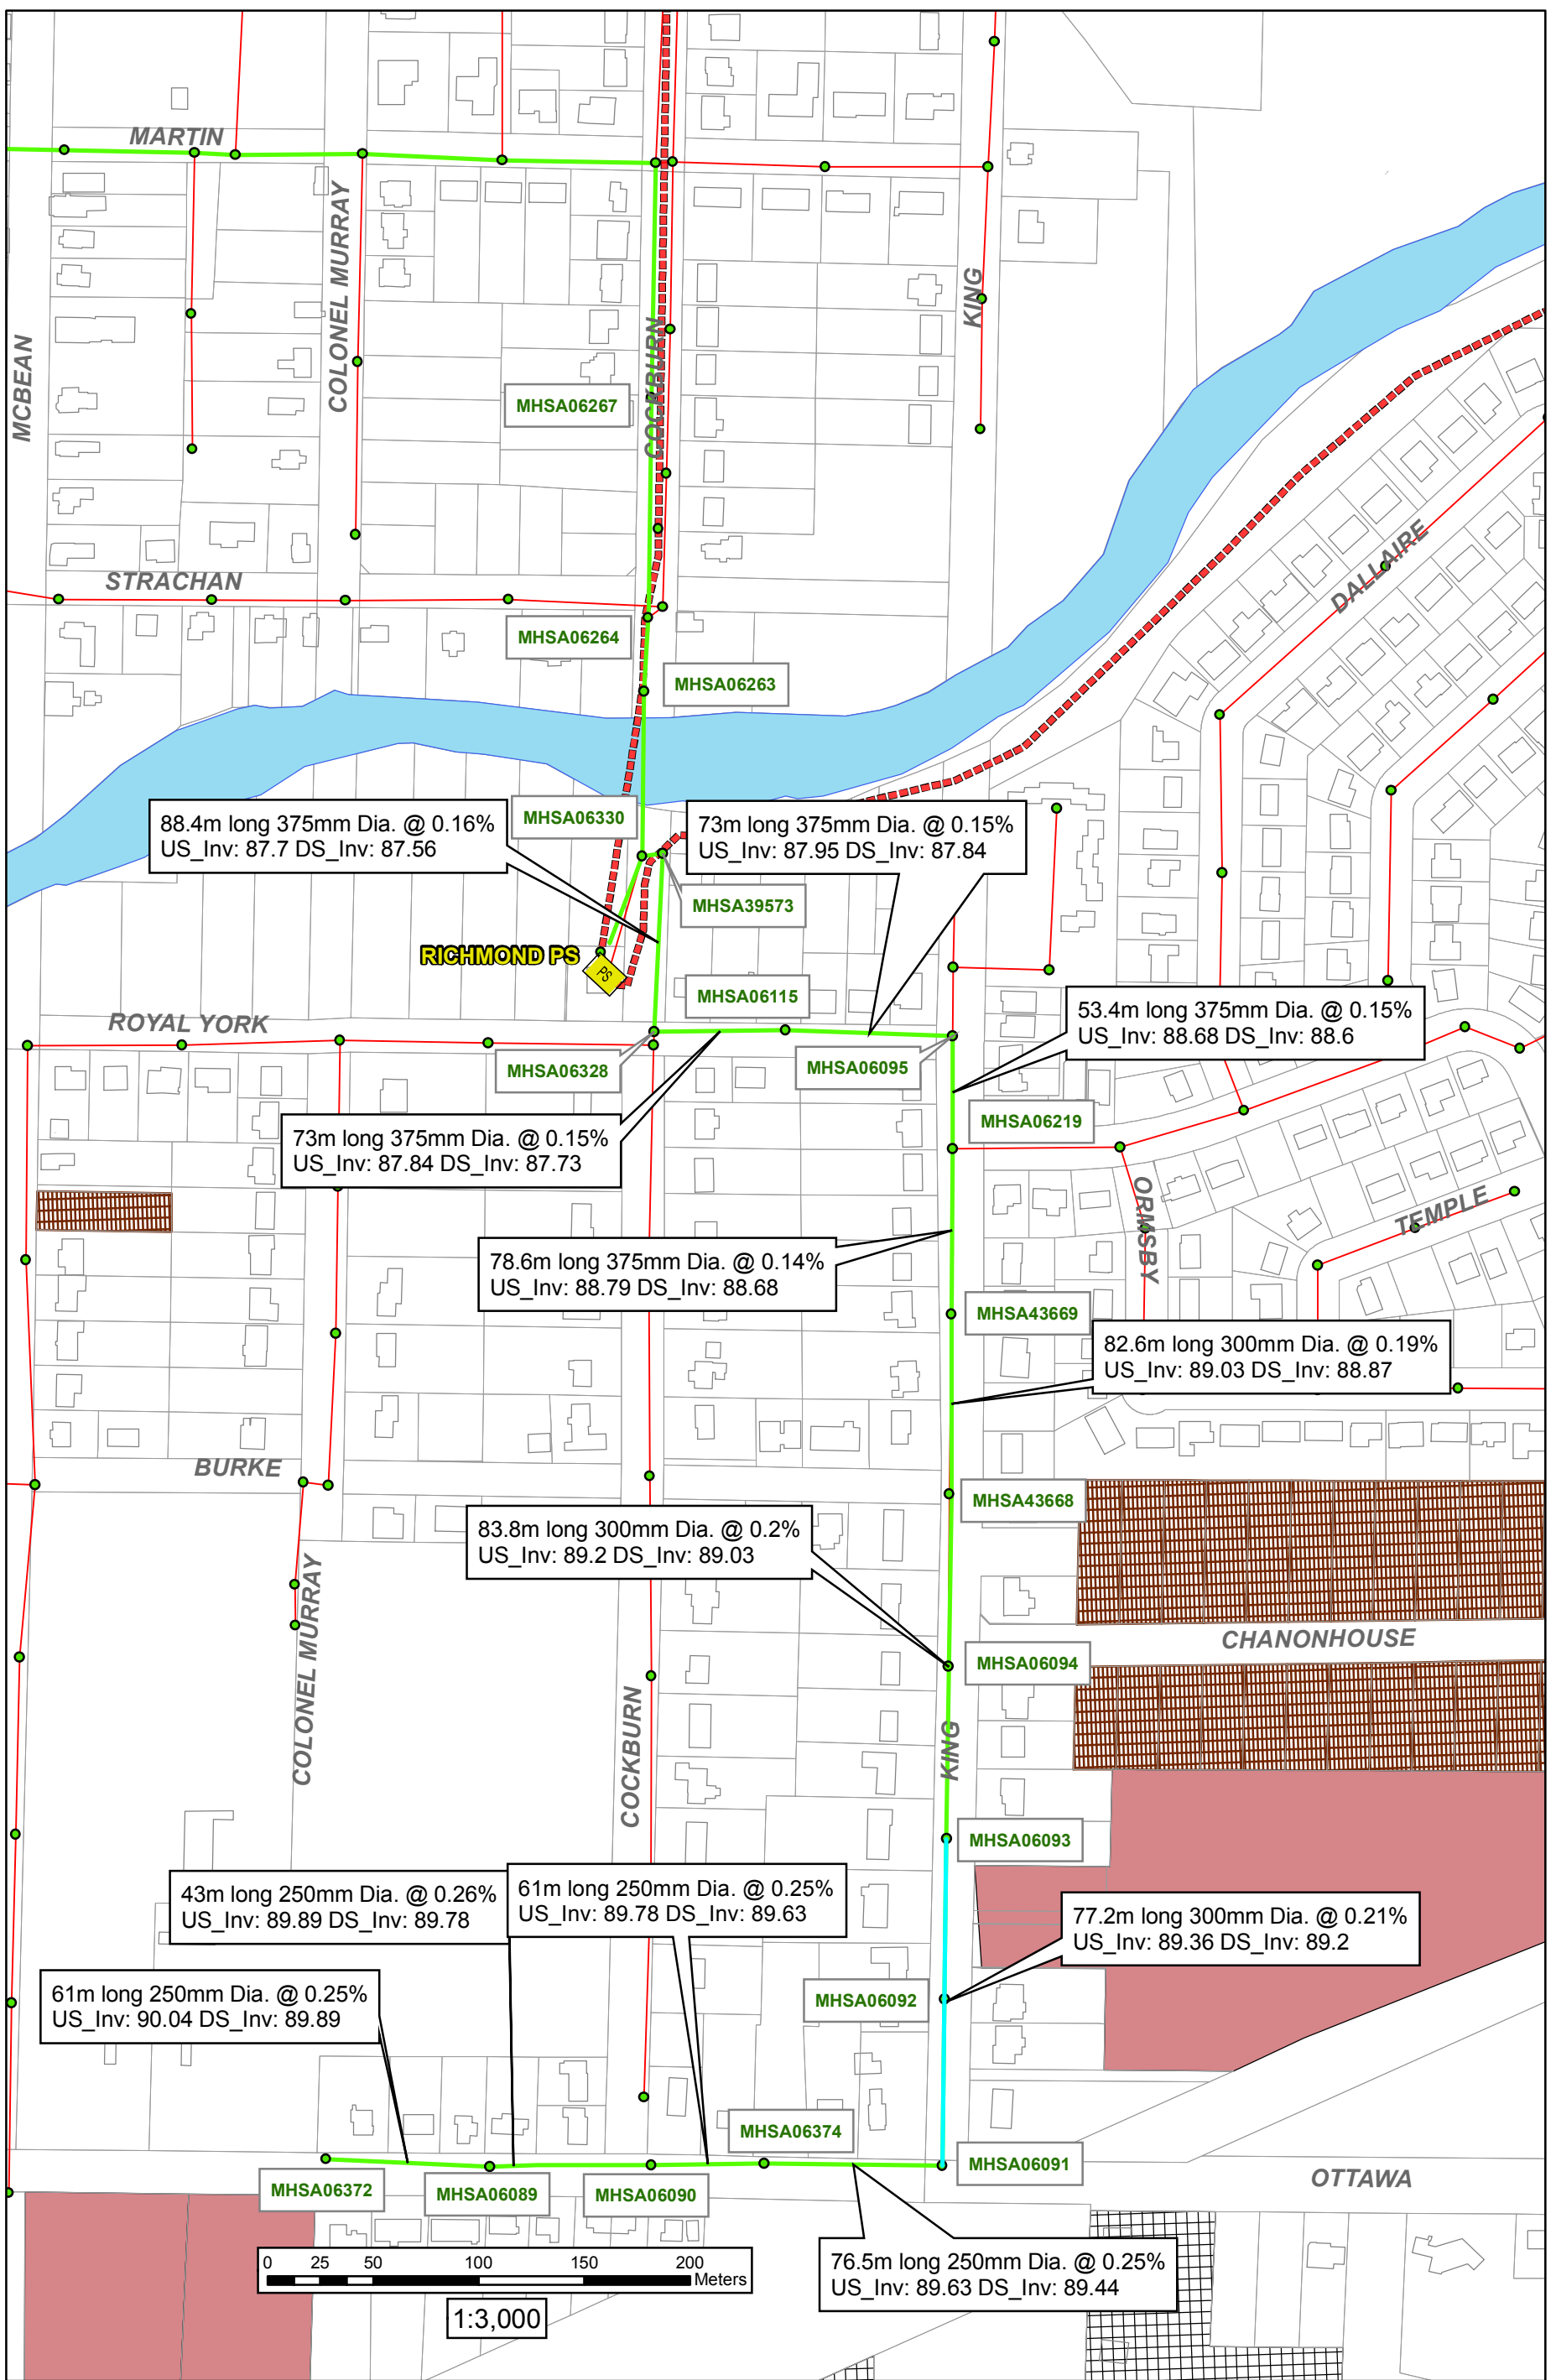 MARTIN
COLONEL MURRAY
KING
COCKBURN
MCBEAN
MHSA06267
DALLAIRE
STRACHAN
MHSA06264
MHSA06263
88.4m long 375mm Dia. @ 0.16%
US_Inv: 87.7 DS_Inv: 87.56
MHSA06330
73m long 375mm Dia. @ 0.15%
US_Inv: 87.95 DS_Inv: 87.84
MHSA39573
RICHMOND PS
PS
MHSA06115
53.4m long 375mm Dia. @ 0.15%
US_Inv: 88.68 DS_Inv: 88.6
ROYAL YORK
MHSA06328
MHSA06095
MHSA06219
73m long 375mm Dia. @ 0.15%
US_Inv: 87.84 DS_Inv: 87.73
ORMSBY
TEMPLE
78.6m long 375mm Dia. @ 0.14%
US_Inv: 88.79 DS_Inv: 88.68
MHSA43669
82.6m long 300mm Dia. @ 0.19%
US_Inv: 89.03 DS_Inv: 88.87
BURKE
MHSA43668
83.8m long 300mm Dia. @ 0.2%
US_Inv: 89.2 DS_Inv: 89.03
CHANONHOUSE
MHSA06094
COLONEL MURRAY
COCKBURN
KING
MHSA06093
43m long 250mm Dia. @ 0.26%
US_Inv: 89.89 DS_Inv: 89.78
61m long 250mm Dia. @ 0.25%
US_Inv: 89.78 DS_Inv: 89.63
77.2m long 300mm Dia. @ 0.21%
US_Inv: 89.36 DS_Inv: 89.2
61m long 250mm Dia. @ 0.25%
US_Inv: 90.04 DS_Inv: 89.89
MHSA06092
MHSA06374
MHSA06091
OTTAWA
MHSA06372
MHSA06089
MHSA06090
0 25 50 100 150 200
Meters
1:3,000
76.5m long 250mm Dia. @ 0.25%
US_Inv: 89.63 DS_Inv: 89.44